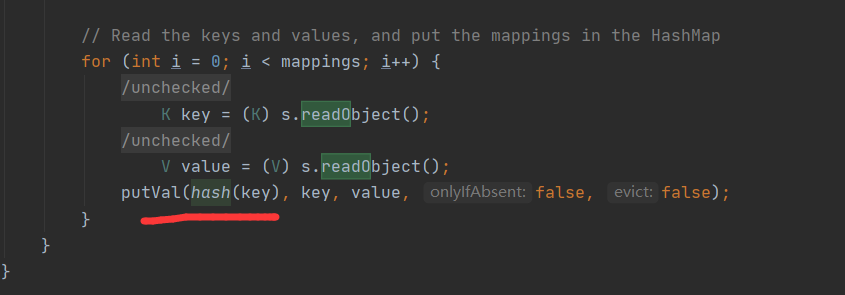 // Read the keys and values, and put the mappings in the HashMap
for (int i = 0; i < mappings; i++) {
/unchecked/
K key = (K) s.readObject();
/unchecked/
V value = (V) s.readObject();
putVal(hash(key), key, value, onlyIfAbsent: false, evict: false);
}
}
}